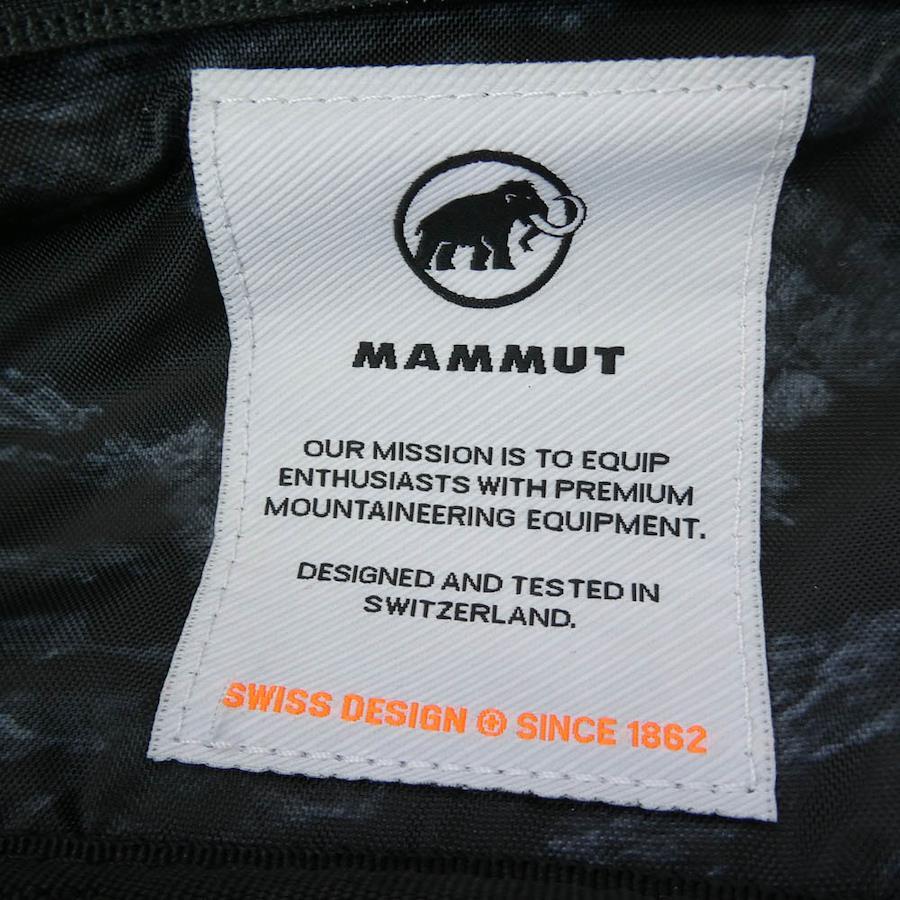 MAMMUT
OUR MISSION IS TO EQUIP
ENTHUSIASTS WITH PREMIUM
MOUNTAINEERING EQUIPMENT.
DESIGNED AND TESTED IN
SWITZERLAND.
SWISS DESIGN SINCE 1862